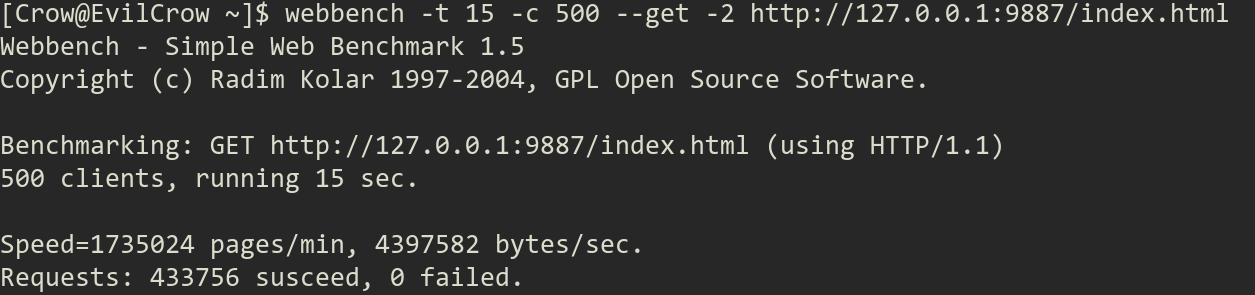 [Crow@EvilCrow ~]$ webbench -t 15 -c 500 --get -2 http://127.0.0.1:9887/index.html
Webbench - Simple Web Benchmark 1.5
Copyright (c) Radim Kolar 1997-2004, GPL Open Source Software.
Benchmarking: GET http://127.0.0.1:9887/index.html (using HTTP/1.1)
500 clients, running 15 sec.
Speed=1735024 pages/min, 4397582 bytes/sec.
Requests: 433756 susceed, 0 failed.